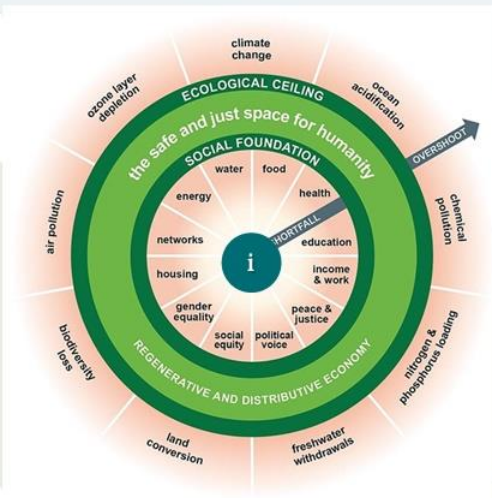 climate
change
ocean
acidification
chemical
pollution
nitrogen &
phosphorus loading
freshwater
withdrawals
land
conversion
biodiversity
loss
air pollution
ozone layer
depletion
ECOLOGICAL CEILING
the safe and just space for humanity
SOCIAL FOUNDATION
OVERSHOOT
water
food
health
education
income
& work
peace &
justice
political
voice
social
equity
gender
equality
housing
networks
energy
HORTFALL
i
REGENERATIVE AND DISTRIBUTIVE ECONOMY